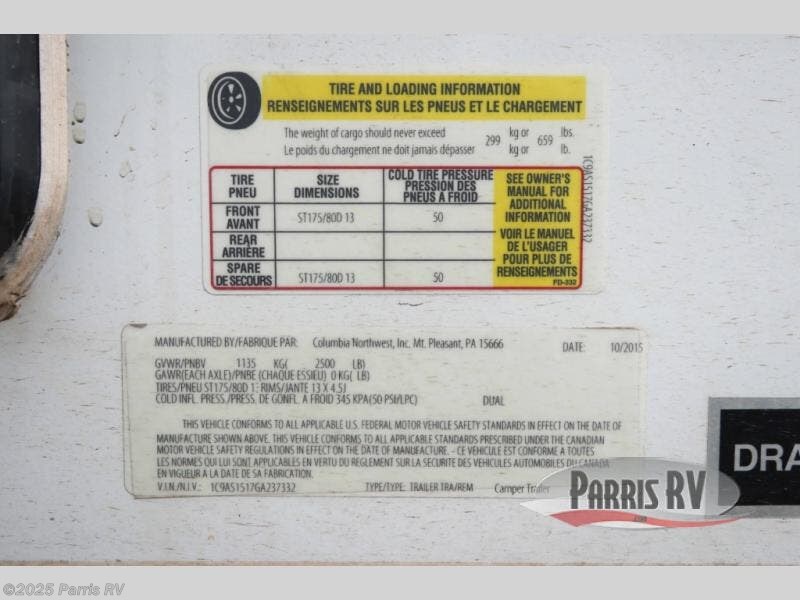 TIRE AND LOADING INFORMATION
RENSEIGNEMENTS SUR LES PNEUS ET LE CHARGEMENT
The weight of cargo should never exceed 299 kg or 659 lbs.
Le poids du chargement ne doit jamais dépasser kg or lb.
TIRE PNEU SIZE DIMENSIONS COLD TIRE PRESSURE PRESSION DES PNEUS A FROID
FRONT AVANT ST175/80D 13 50
REAR ARRIÈRE
SPARE DE SECOURS ST175/80D 13 50
SEE OWNER'S
MANUAL FOR
ADDITIONAL
INFORMATION
VOIR LE MANUEL
DE L'USAGER
POUR PLUS DE
RENSEIGNEMENTS
PD-332
1C9AS1517GA237332
MANUFACTURED BY/FABRIQUE PAR: Columbia Northwest, Inc. Mt. Pleasant, PA 15666 DATE: 10/2015
GVWR/PNBV 1135 KG( 2500 LB)
GAWR(EACH AXLE)/PNBE (CHAQUE ESSIEU) 0 KG( LB)
TIRES/PNEU ST175/80D 13 RIMS/JANTE 13 X 4.5J
COLD INFL. PRESS./PRESS. DE GONFL. A FROID 345 KPA(50 PSI/LPC) DUAL
THIS VEHICLE CONFORMS TO ALL APPLICABLE U.S. FEDERAL MOTOR VEHICLE SAFETY STANDARDS IN EFFECT ON THE DATE OF
MANUFACTURE SHOWN ABOVE. THIS VEHICLE CONFORMS TO ALL APPLICABLE STANDARDS PRESCRIBED UNDER THE CANADIAN
MOTOR VEHICLE SAFETY REGULATIONS IN EFFECT ON THE DATE OF MANUFACTURE. - CE VEHICULE EST CONFORME A TOUTES
LES NORMES QUI LUI SONT APPLICABLES EN VERTU DU REGLEMENT SUR LA SECURITE DES VEHICULES AUTOMOBILES DU CANADA
EN VIGUEUR A LA DATE DE SA FABRICATION.
V.I.N./N.I.V.: 1C9AS1517GA237332 TYPE/TYPE: TRAILER TRA/REM Camper Trailer
DRA
PARRIS RV
©2025 Parris RV